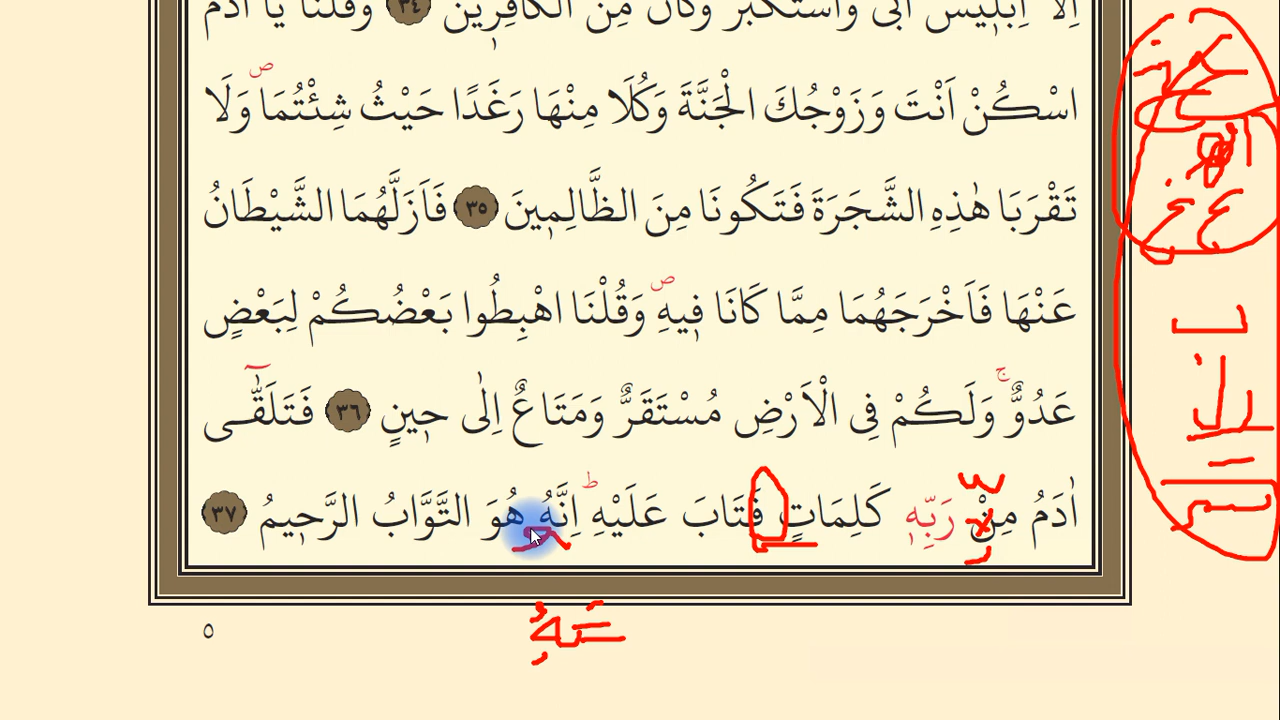 اِلَّا اِبْلٖيسَ اَبٰى وَاسْتَكْبَرَ وَكَانَ مِنَ الْكَافِرٖينَ ٣٤ وَقُلْنَا يَا اٰدَمُ
اسْكُنْ اَنْتَ وَزَوْجُكَ الْجَنَّةَ وَكُلَا مِنْهَا رَغَدًا حَيْثُ شِئْتُمَا ص وَلَا
تَقْرَبَا هٰذِهِ الشَّجَرَةَ فَتَكُونَا مِنَ الظَّالِمٖينَ ٣٥ فَاَزَلَّهُمَا الشَّيْطَانُ
عَنْهَا فَاَخْرَجَهُمَا مِمَّا كَانَا فٖيهِ ص وَقُلْنَا اهْبِطُوا بَعْضُكُمْ لِبَعْضٍ
عَدُوٌّ ج وَلَكُمْ فِى الْاَرْضِ مُسْتَقَرٌّ وَمَتَاعٌ اِلٰى حٖينٍ ٣٦ فَتَلَقّٰٓى
اٰدَمُ مِنْ رَبِّهٖ كَلِمَاتٍ فَتَابَ عَلَيْهِ ط اِنَّهُ هُوَ التَّوَّابُ الرَّحٖيمُ ٣٧
٥